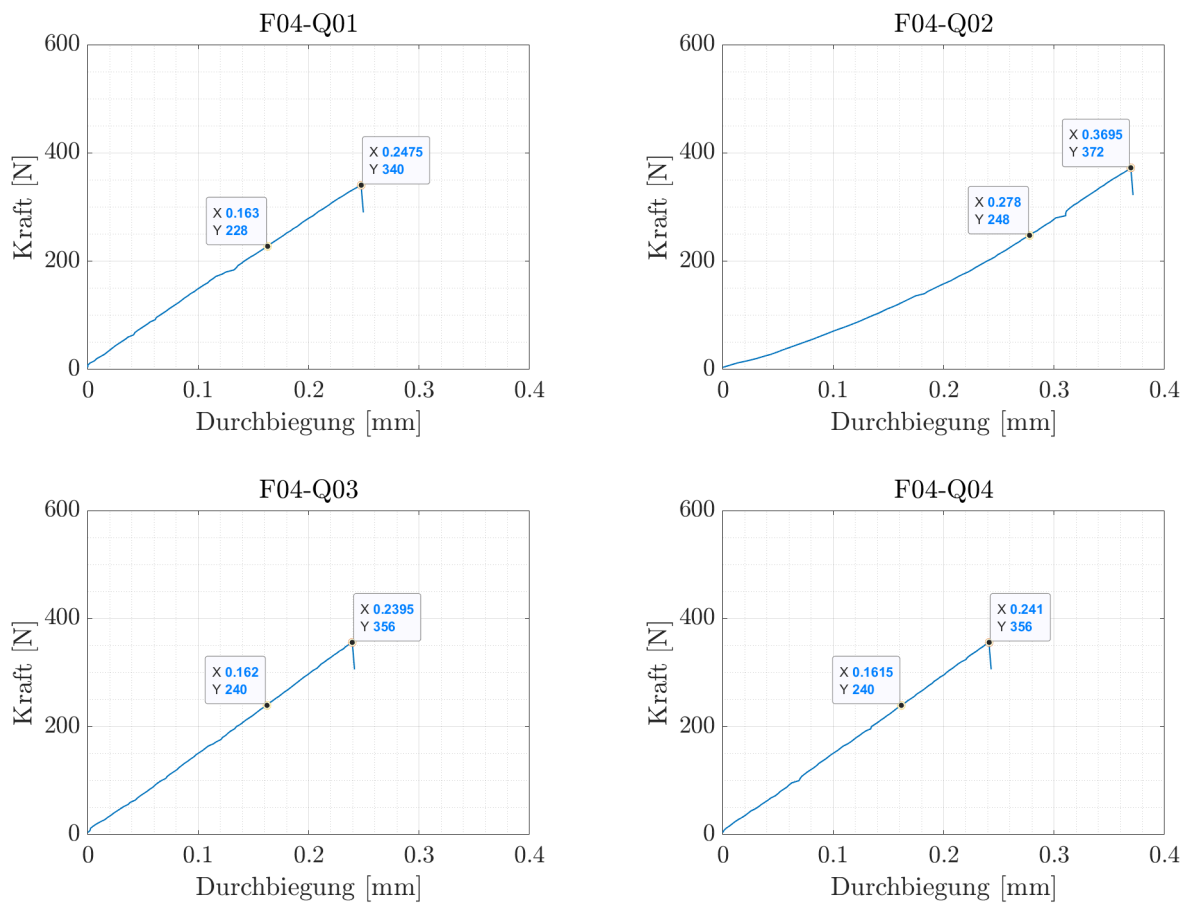 F04-Q01
600
400
200
0
0 0.1 0.2 0.3 0.4
Kraft [N]
Durchbiegung [mm]
X 0.163
Y 228
X 0.2475
Y 340
F04-Q02
600
400
200
0
0 0.1 0.2 0.3 0.4
Kraft [N]
Durchbiegung [mm]
X 0.278
Y 248
X 0.3695
Y 372
F04-Q03
600
400
200
0
0 0.1 0.2 0.3 0.4
Kraft [N]
Durchbiegung [mm]
X 0.162
Y 240
X 0.2395
Y 356
F04-Q04
600
400
200
0
0 0.1 0.2 0.3 0.4
Kraft [N]
Durchbiegung [mm]
X 0.1615
Y 240
X 0.241
Y 356